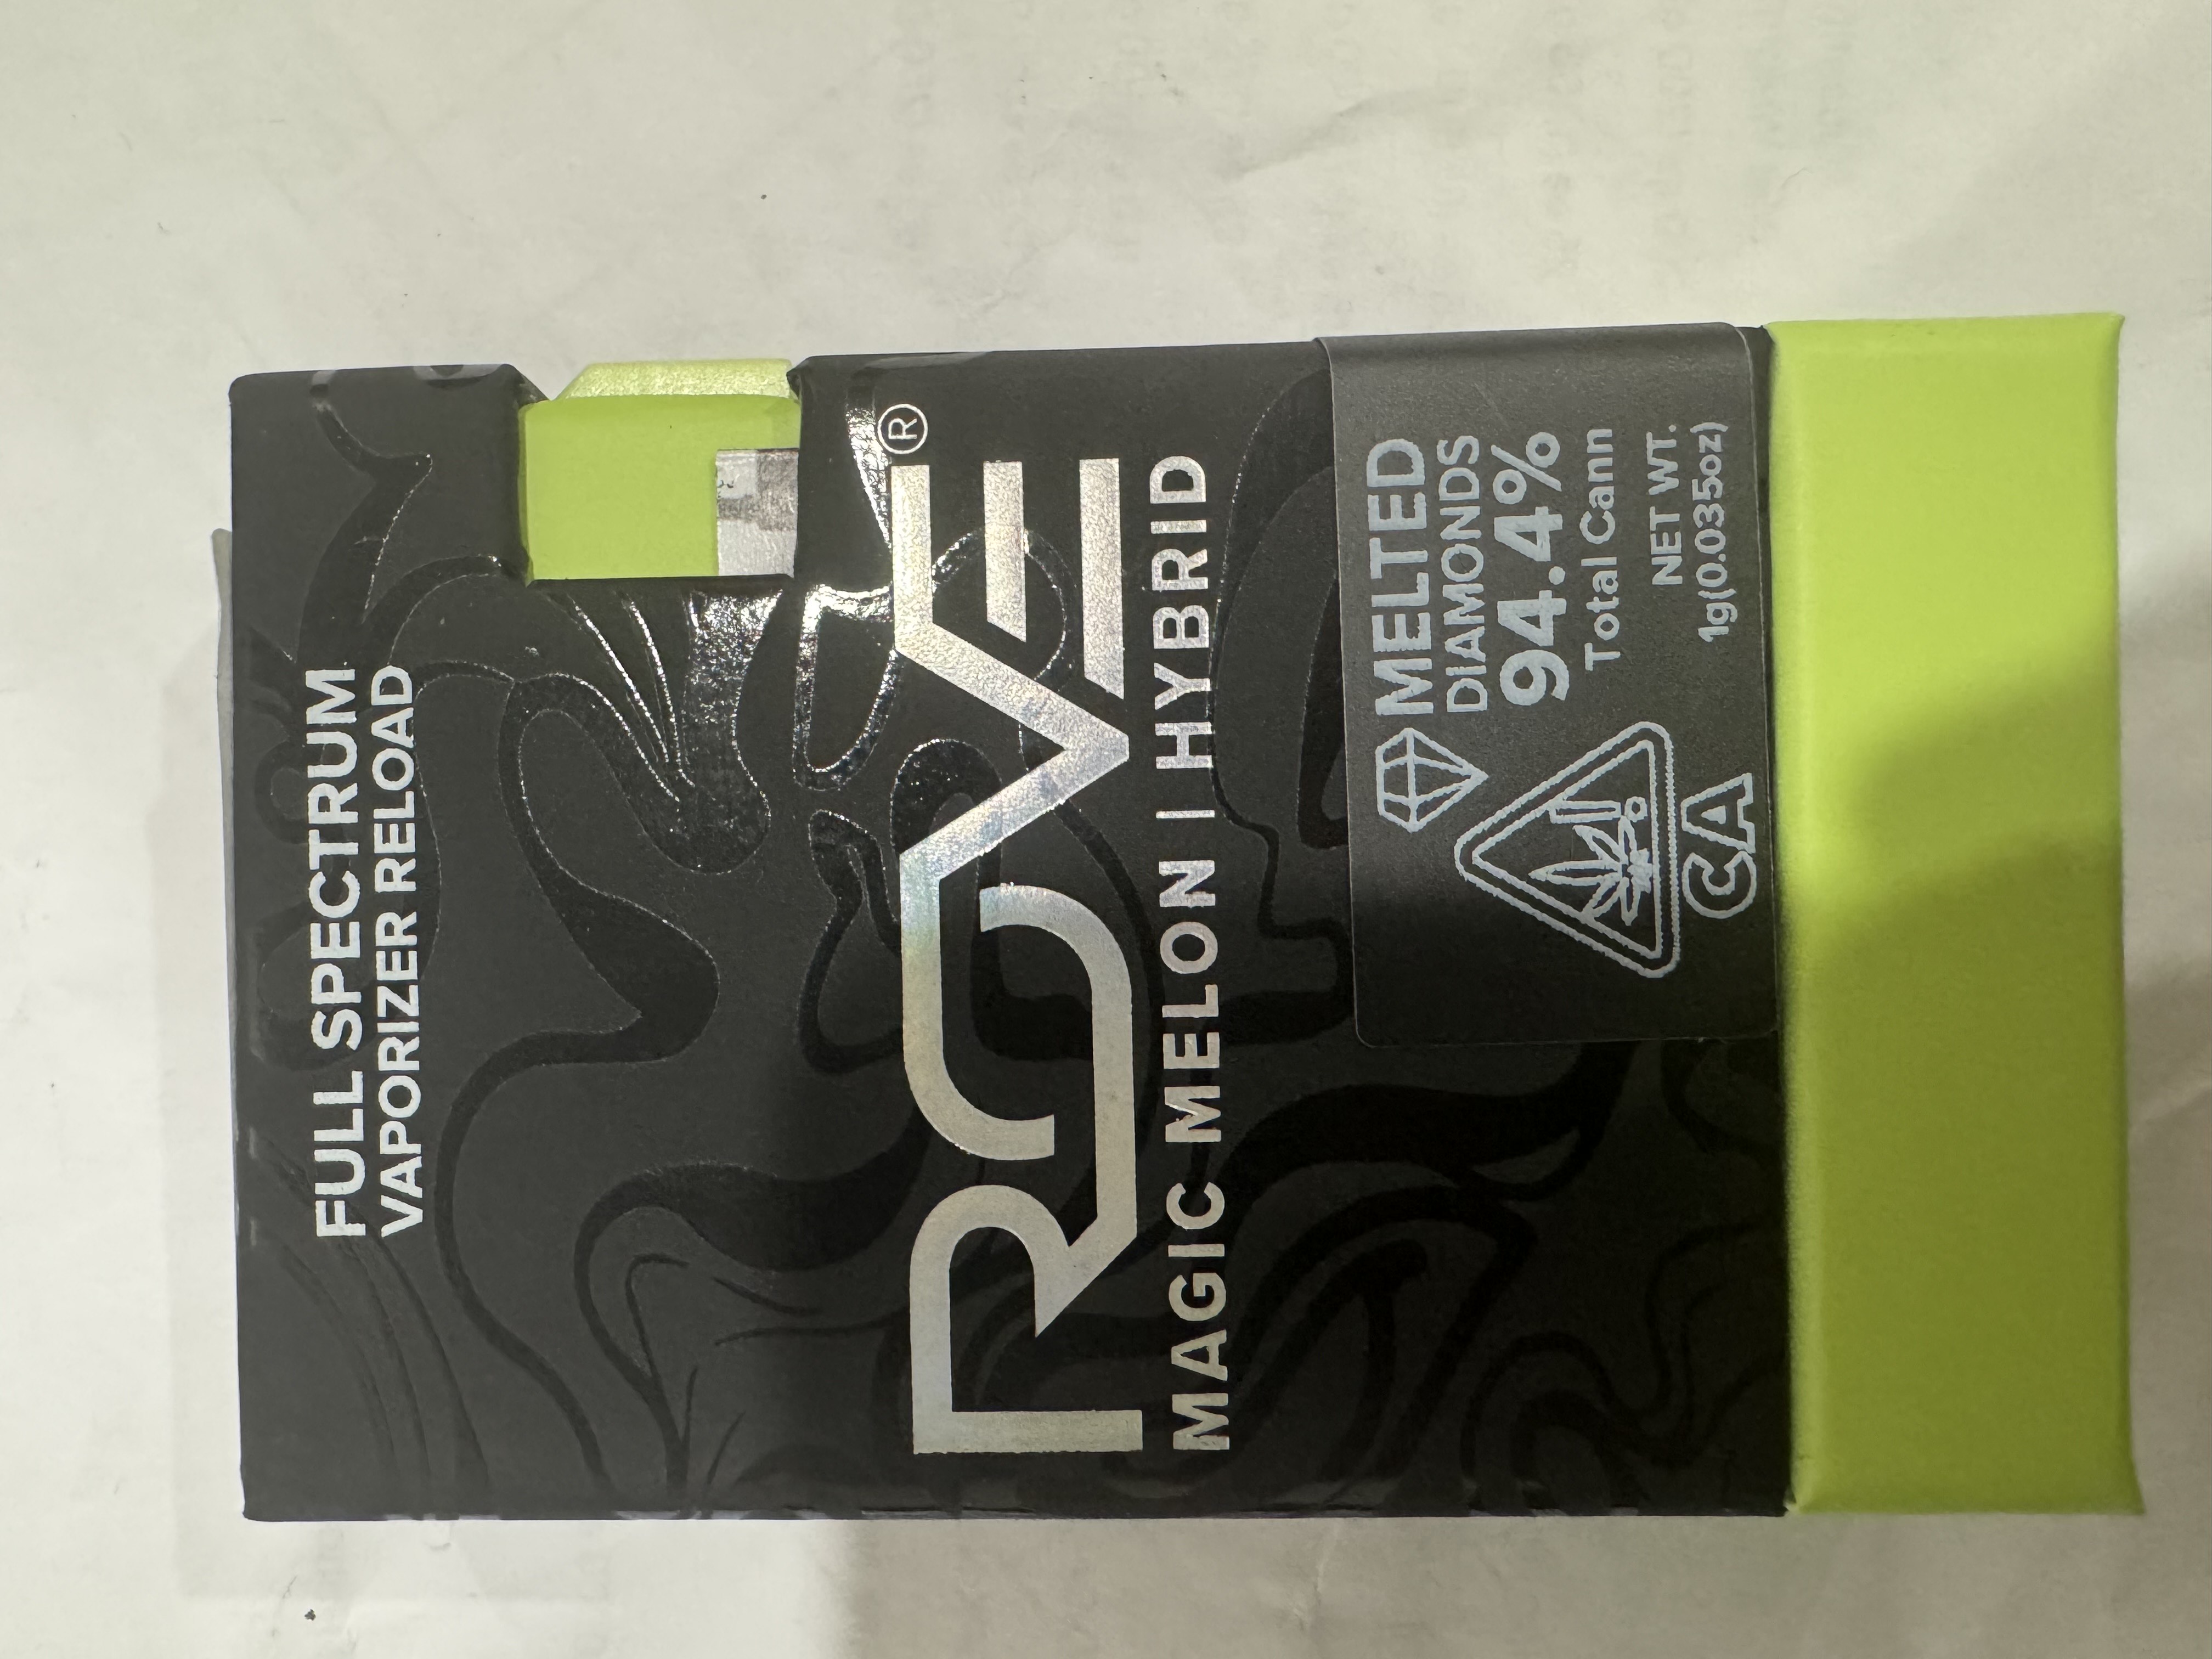 FULL SPECTRUM
VAPORIZER RELOAD
ROVE®
MAGIC MELON | HYBRID
MELTED
DIAMONDS
94.4%
Total Cann
NET WT.
1g(0.035oz)
CA